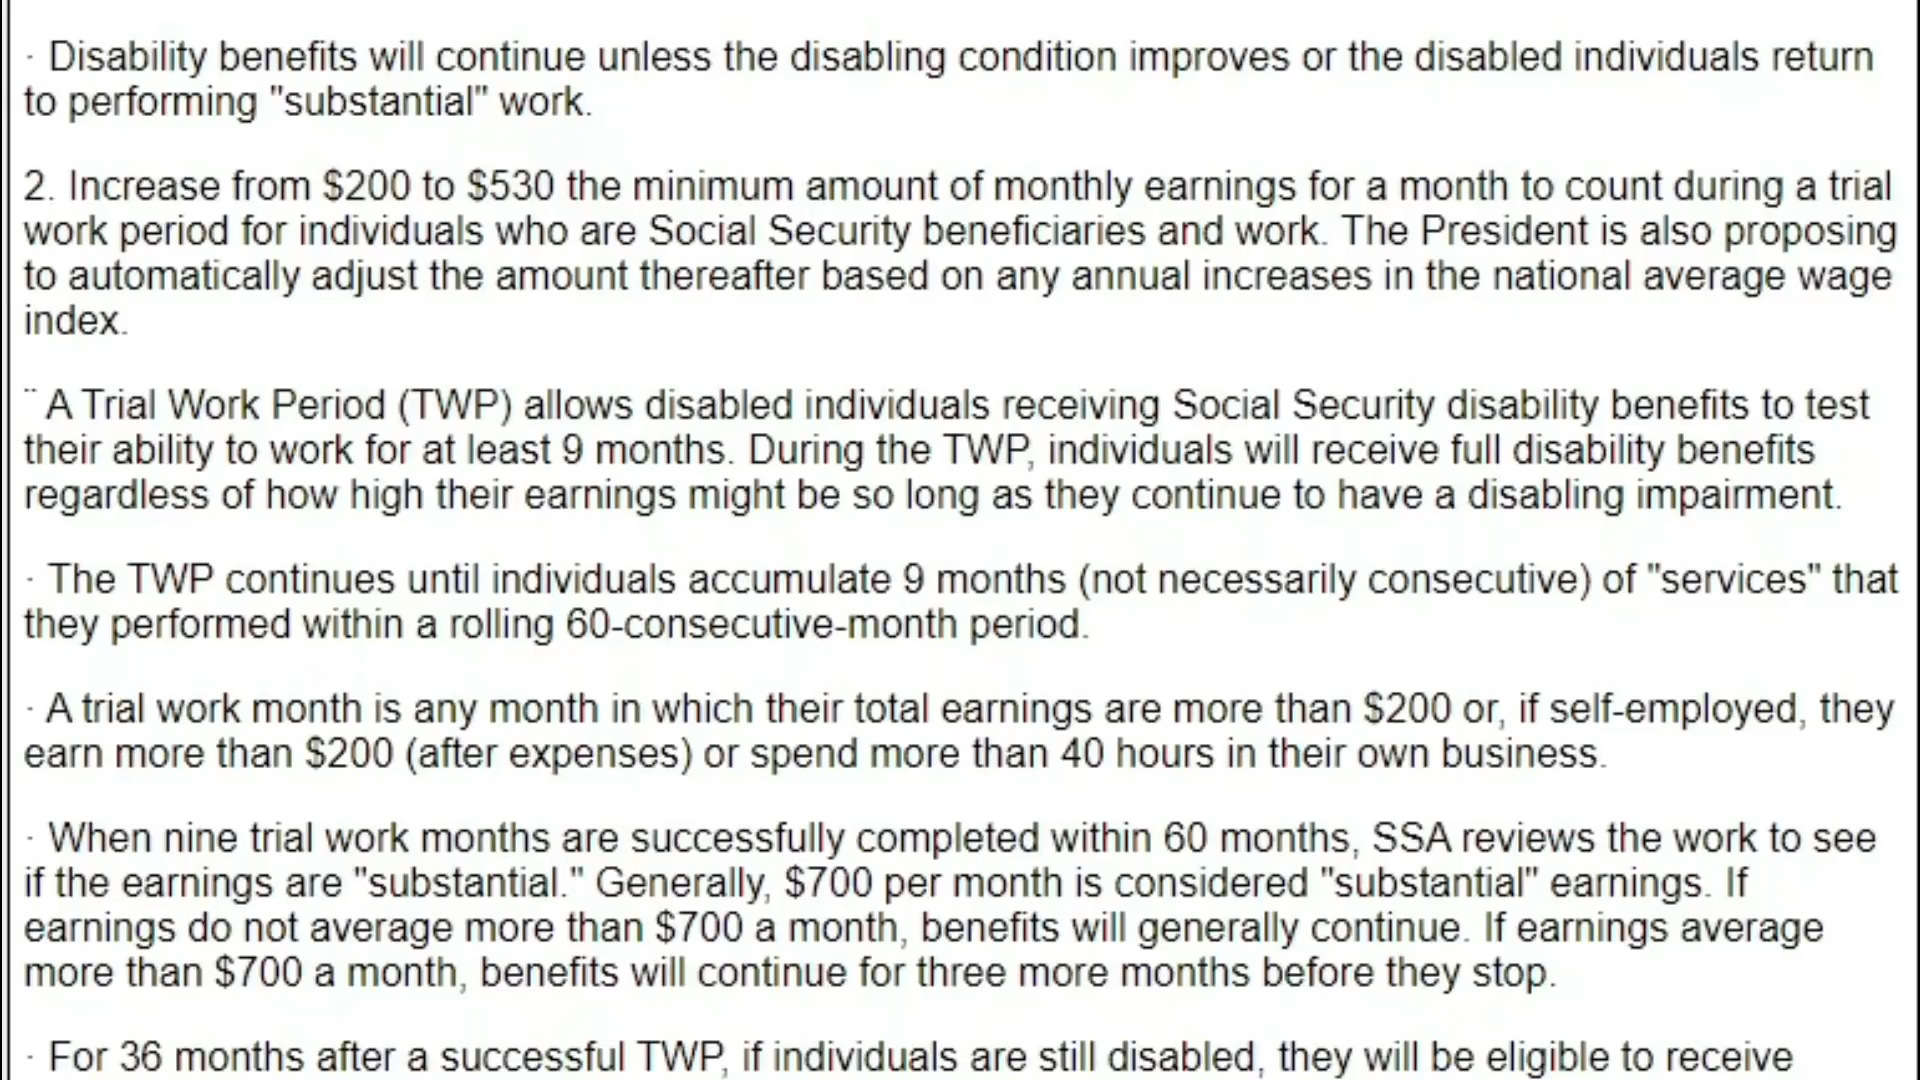 · Disability benefits will continue unless the disabling condition improves or the disabled individuals return
to performing "substantial" work.
2. Increase from $200 to $530 the minimum amount of monthly earnings for a month to count during a trial
work period for individuals who are Social Security beneficiaries and work. The President is also proposing
to automatically adjust the amount thereafter based on any annual increases in the national average wage
index.
¨ A Trial Work Period (TWP) allows disabled individuals receiving Social Security disability benefits to test
their ability to work for at least 9 months. During the TWP, individuals will receive full disability benefits
regardless of how high their earnings might be so long as they continue to have a disabling impairment.
· The TWP continues until individuals accumulate 9 months (not necessarily consecutive) of "services" that
they performed within a rolling 60-consecutive-month period.
· A trial work month is any month in which their total earnings are more than $200 or, if self-employed, they
earn more than $200 (after expenses) or spend more than 40 hours in their own business.
· When nine trial work months are successfully completed within 60 months, SSA reviews the work to see
if the earnings are "substantial." Generally, $700 per month is considered "substantial" earnings. If
earnings do not average more than $700 a month, benefits will generally continue. If earnings average
more than $700 a month, benefits will continue for three more months before they stop.
· For 36 months after a successful TWP, if individuals are still disabled, they will be eligible to receive